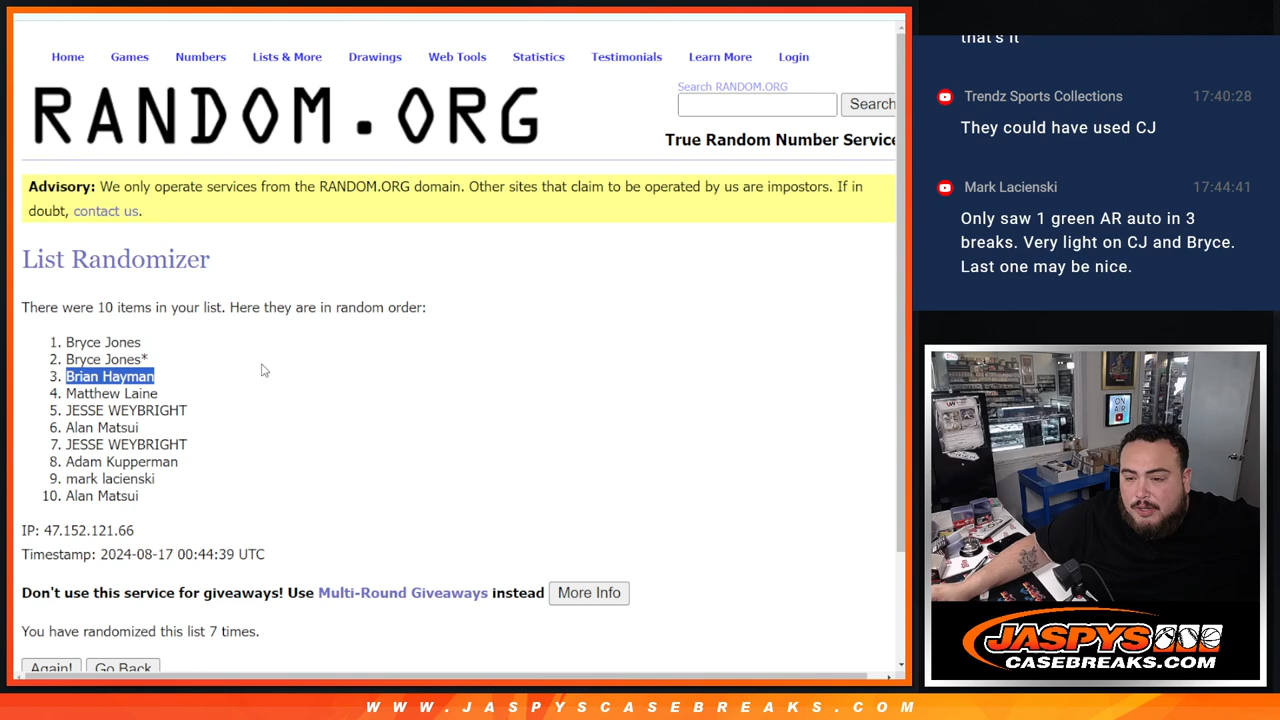 Home Games Numbers Lists & More Drawings Web Tools Statistics Testimonials Learn More Login
RANDOM.ORG
Search RANDOM.ORG
Search
True Random Number Service
Advisory: We only operate services from the RANDOM.ORG domain. Other sites that claim to be operated by us are impostors. If in
doubt, contact us.
List Randomizer
There were 10 items in your list. Here they are in random order:
1. Bryce Jones
2. Bryce Jones*
3. Brian Hayman
4. Matthew Laine
5. JESSE WEYBRIGHT
6. Alan Matsui
7. JESSE WEYBRIGHT
8. Adam Kupperman
9. mark lacienski
10. Alan Matsui
IP: 47.152.121.66
Timestamp: 2024-08-17 00:44:39 UTC
Don't use this service for giveaways! Use Multi-Round Giveaways instead More Info
You have randomized this list 7 times.
Again! Go Back
that's it
Trendz Sports Collections 17:40:28
They could have used CJ
Mark Lacienski 17:44:41
Only saw 1 green AR auto in 3
breaks. Very light on CJ and Bryce.
Last one may be nice.
ON
AIR
JASPYS
CASEBREAKS.COM
WWW.JASPYSCASEBREAKS.COM